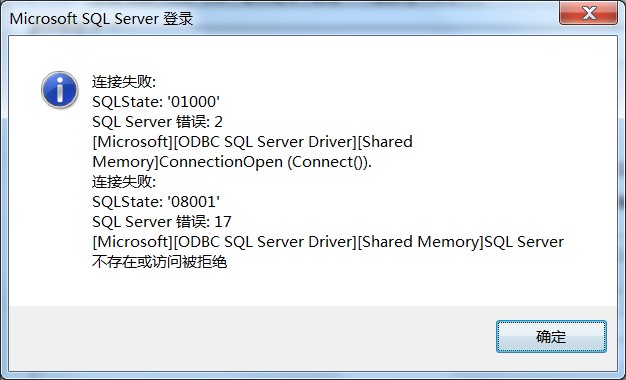 Microsoft SQL Server 登录
连接失败:
SQLState: '01000'
SQL Server 错误: 2
[Microsoft][ODBC SQL Server Driver][Shared
Memory]ConnectionOpen (Connect()).
连接失败:
SQLState: '08001'
SQL Server 错误: 17
[Microsoft][ODBC SQL Server Driver][Shared Memory]SQL Server
不存在或访问被拒绝
确定